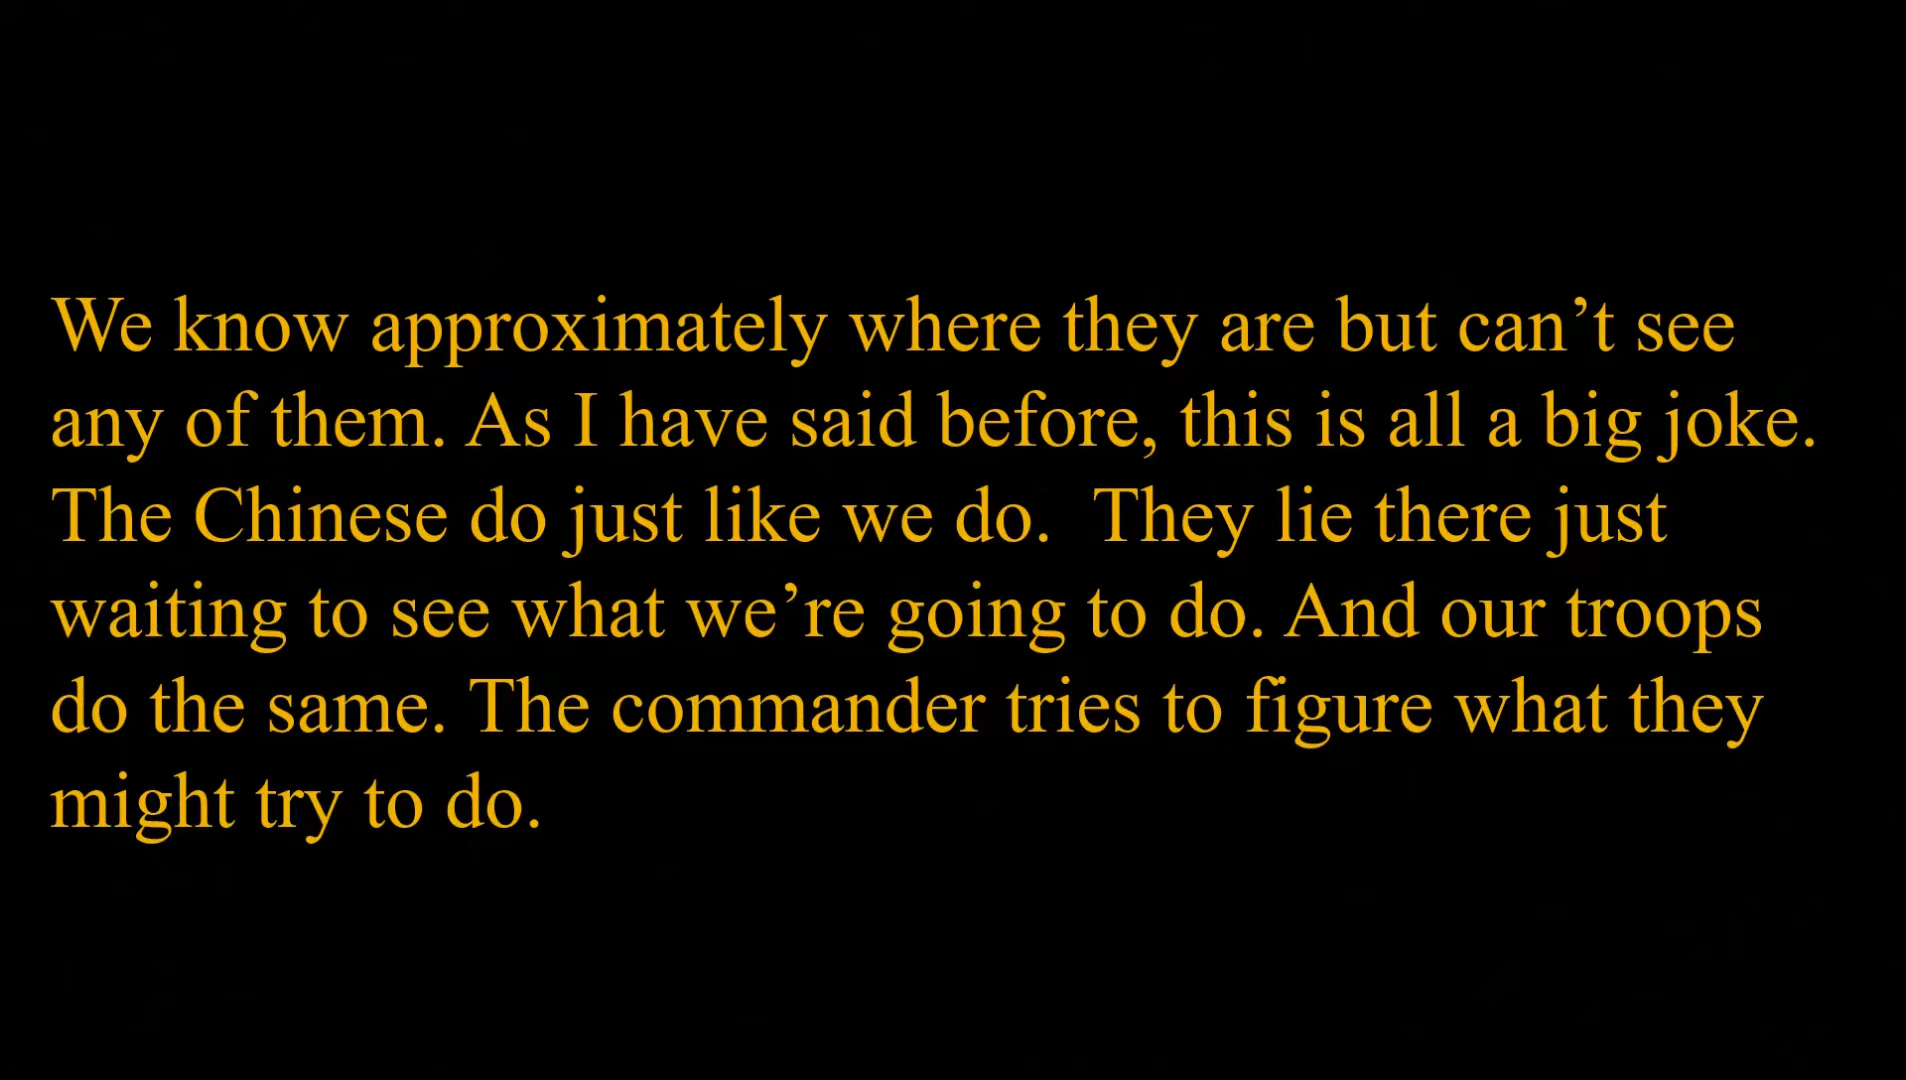 We know approximately where they are but can’t see
any of them. As I have said before, this is all a big joke.
The Chinese do just like we do.  They lie there just
waiting to see what we’re going to do. And our troops
do the same. The commander tries to figure what they
might try to do.